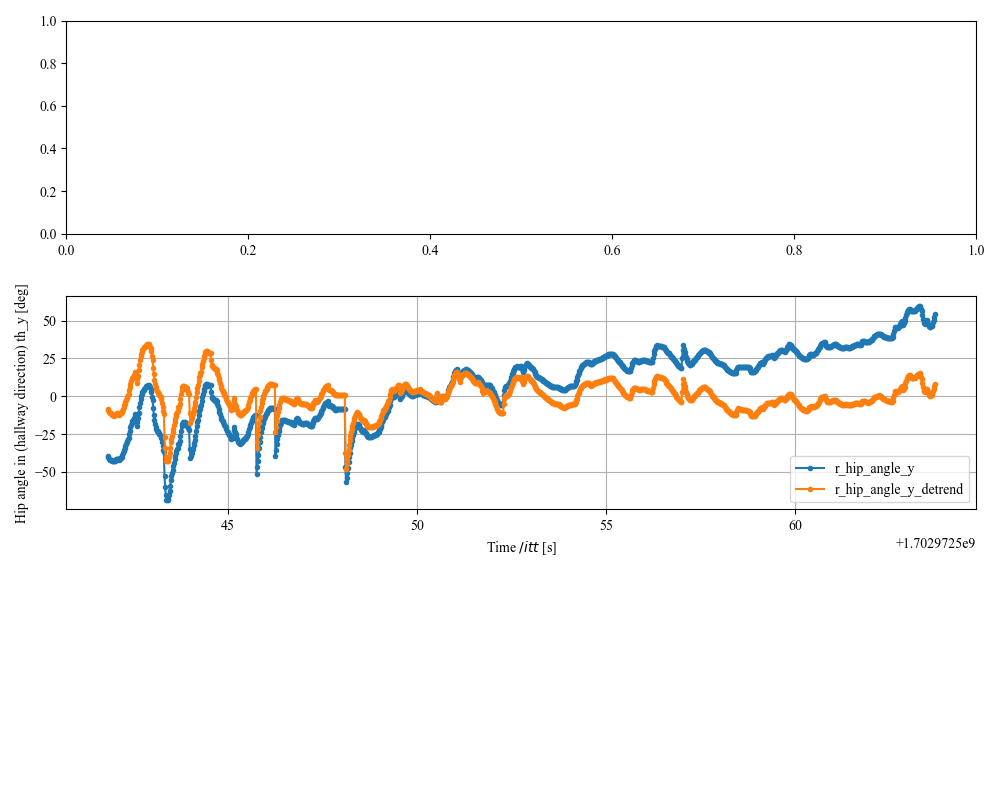 1.0
0.8
0.6
0.4
0.2
0.0
0.0 0.2 0.4 0.6 0.8 1.0
Hip angle in (hallway direction) th_y [deg]
50
25
0
−25
−50
r_hip_angle_y
r_hip_angle_y_detrend
45 50 55 60
Time /itt [s]
+1.7029725e9